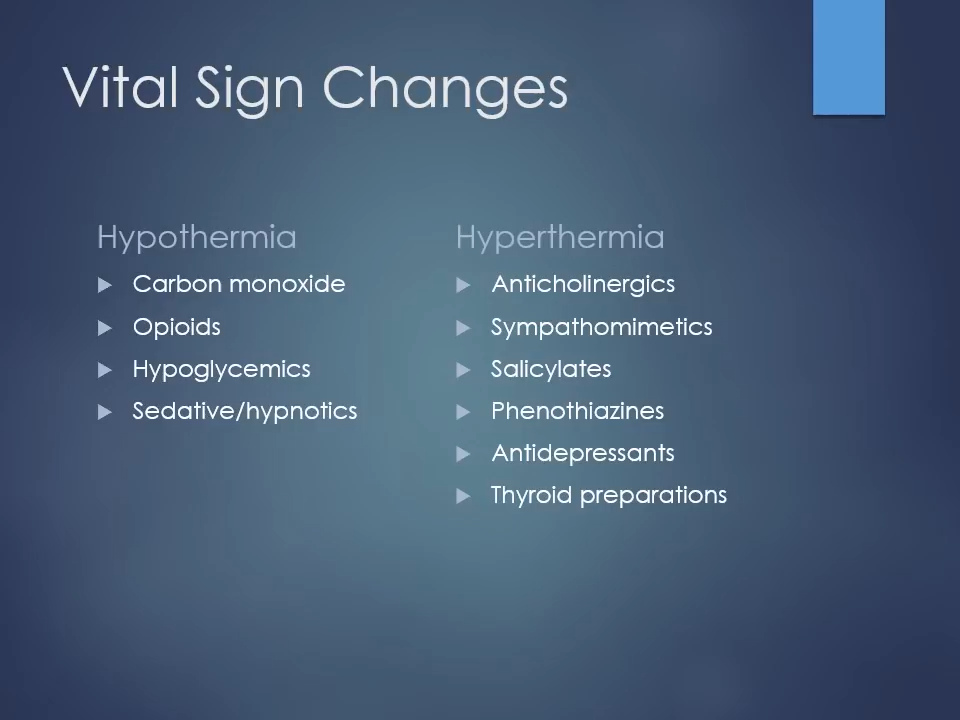 Vital Sign Changes
Hypothermia
Carbon monoxide
Opioids
Hypoglycemics
Sedative/hypnotics
Hyperthermia
Anticholinergics
Sympathomimetics
Salicylates
Phenothiazines
Antidepressants
Thyroid preparations